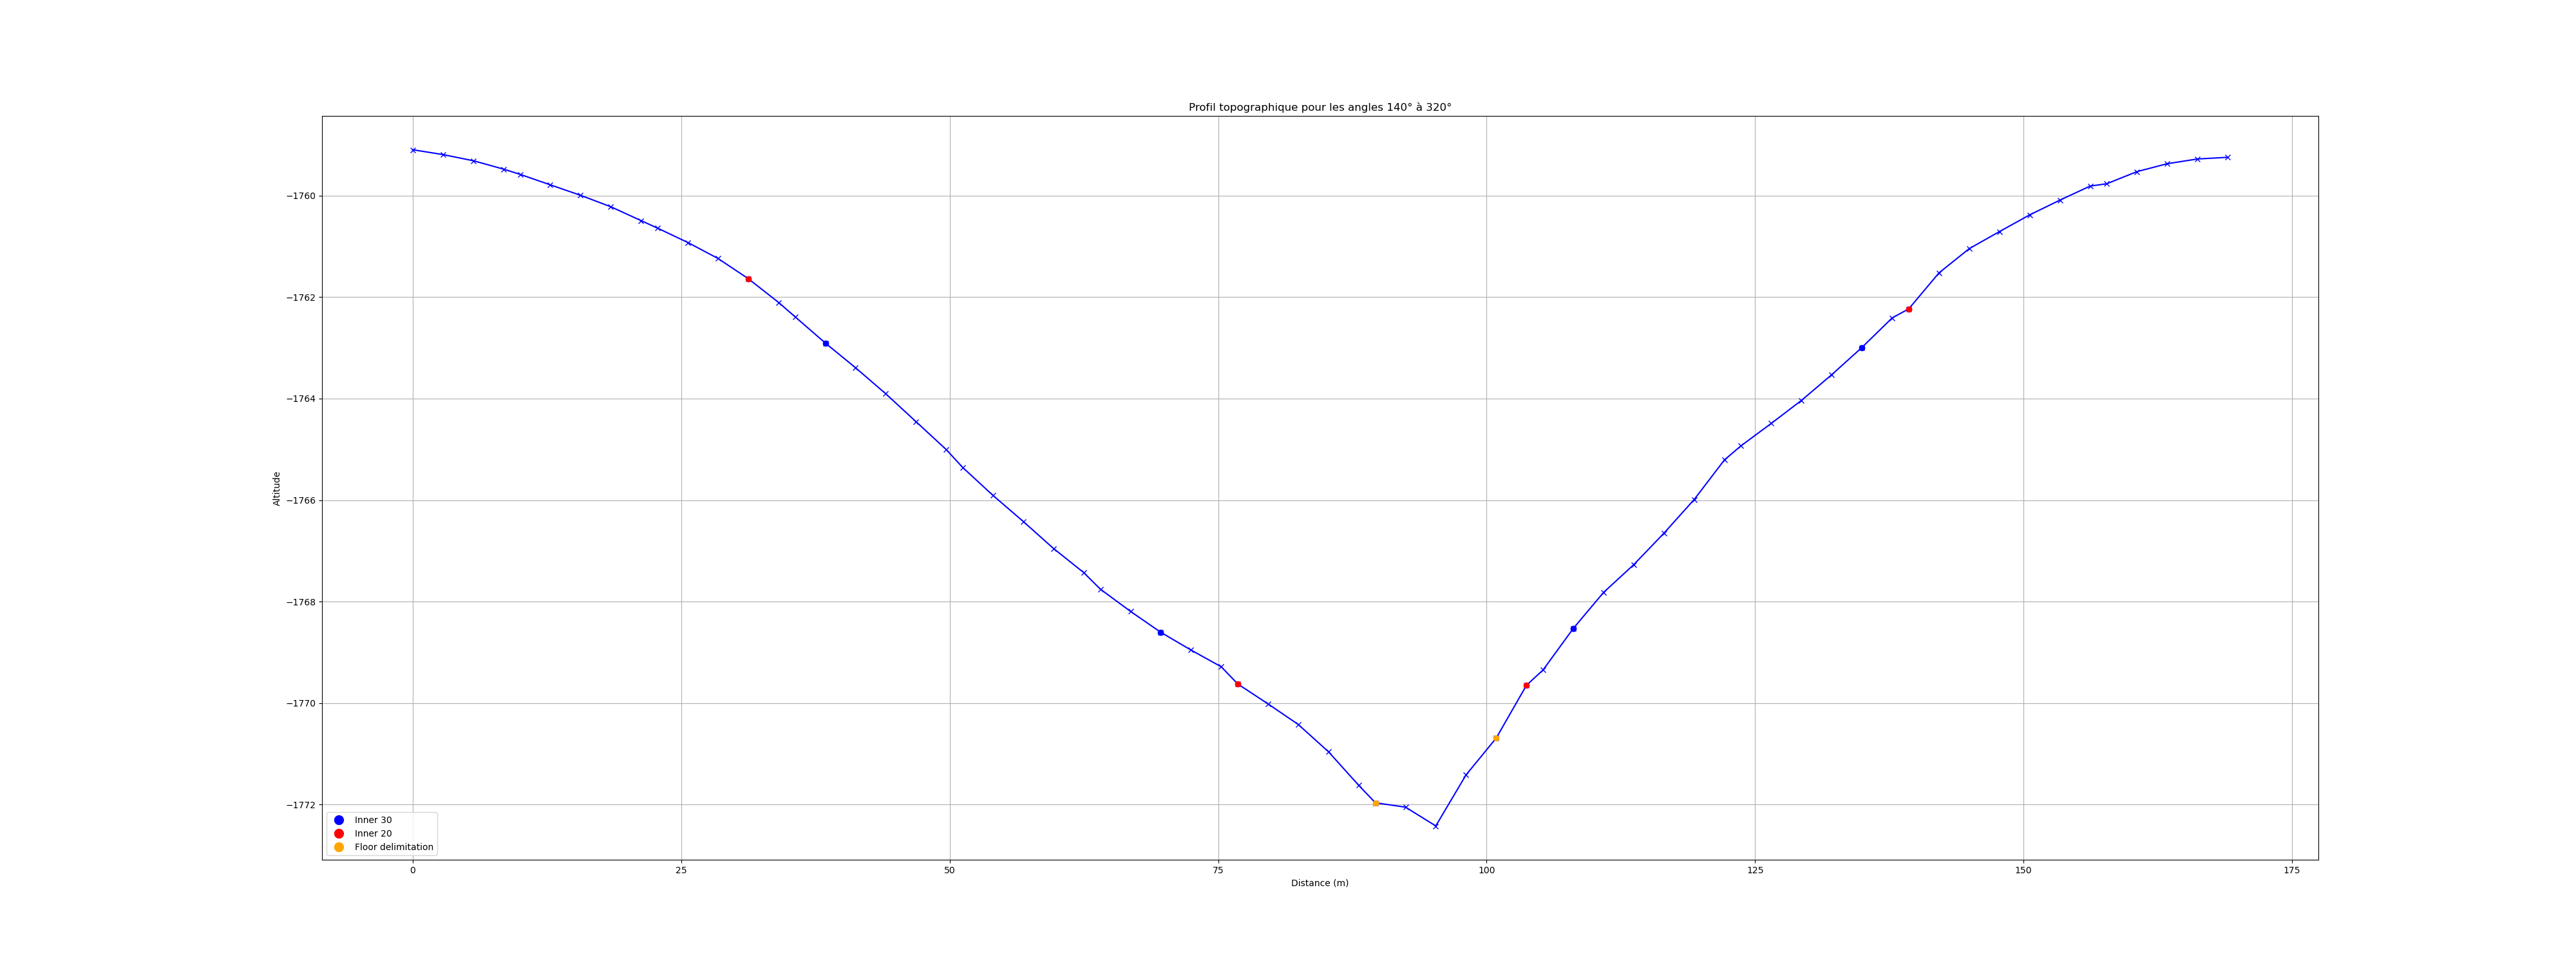 Profil topographique pour les angles 140° à 320°
−1760
−1762
−1764
−1766
−1768
−1770
−1772
Altitude
Inner 30
Inner 20
Floor delimitation
0
25
50
75
100
125
150
175
Distance (m)